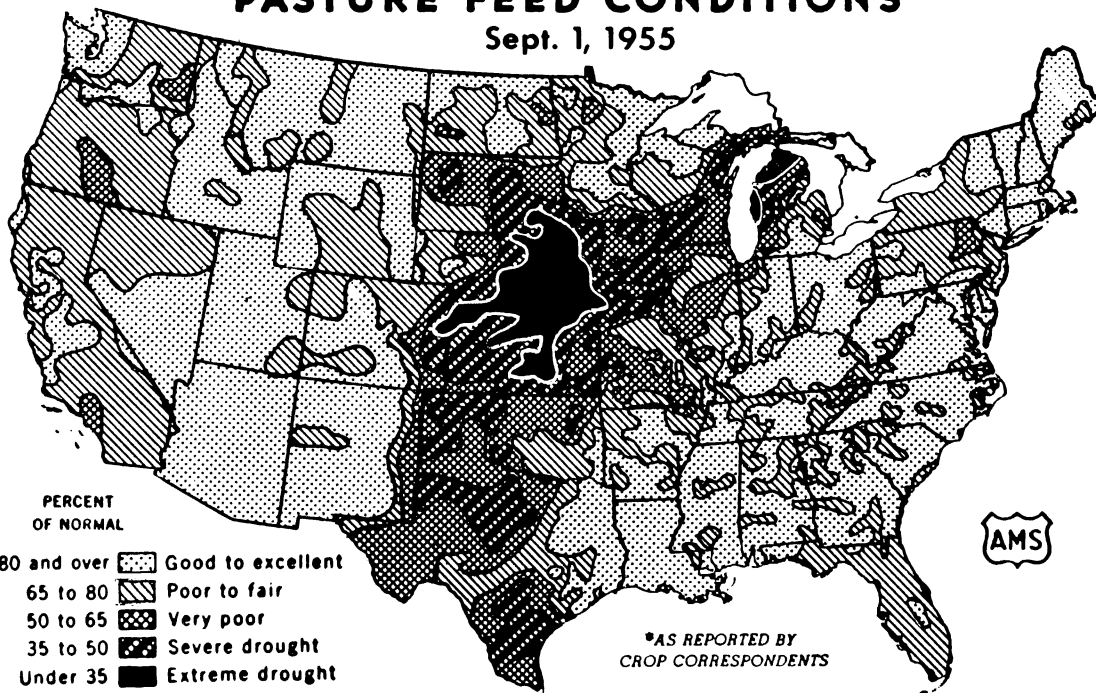 PASTURE FEED CONDITIONS
Sept. 1, 1955
PERCENT
OF NORMAL
80 and over Good to excellent
65 to 80 Poor to fair
50 to 65 Very poor
35 to 50 Severe drought
Under 35 Extreme drought
*AS REPORTED BY
CROP CORRESPONDENTS
AMS